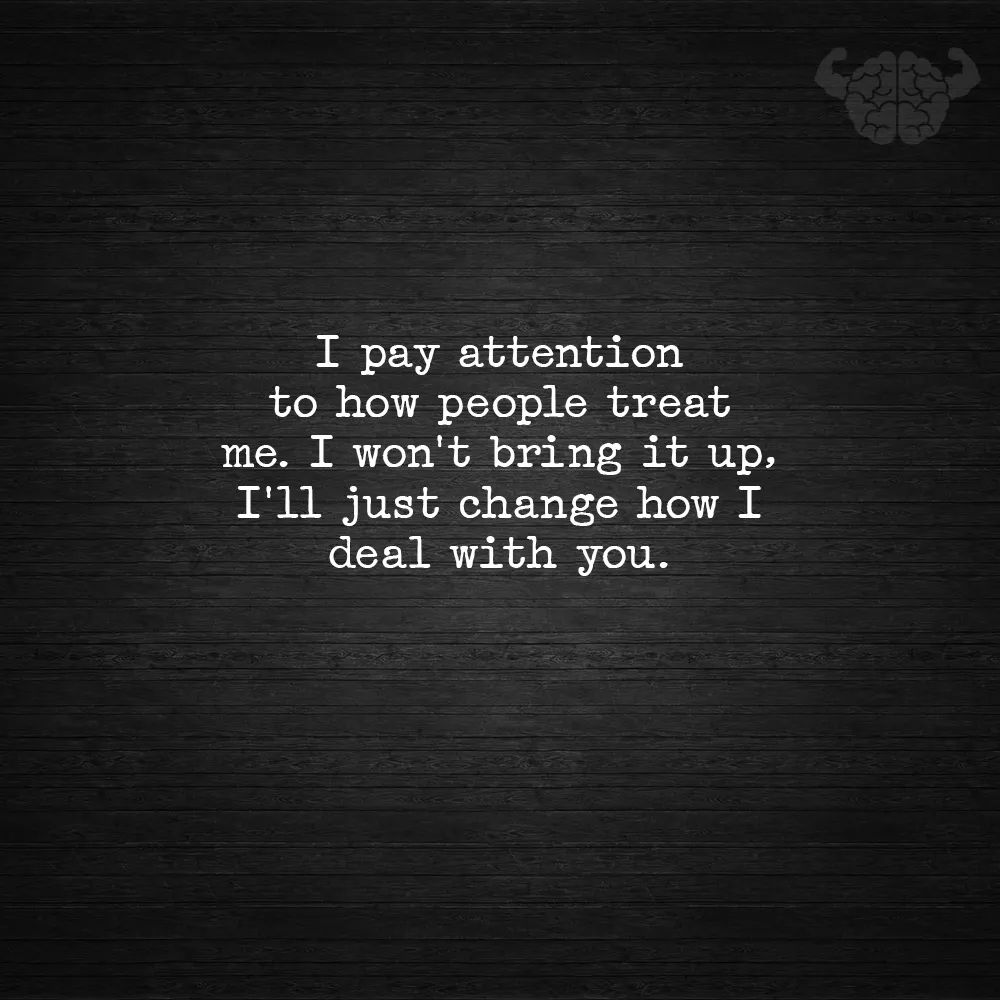 I pay attention
to how people treat
me. I won't bring it up,
I'll just change how I
deal with you.